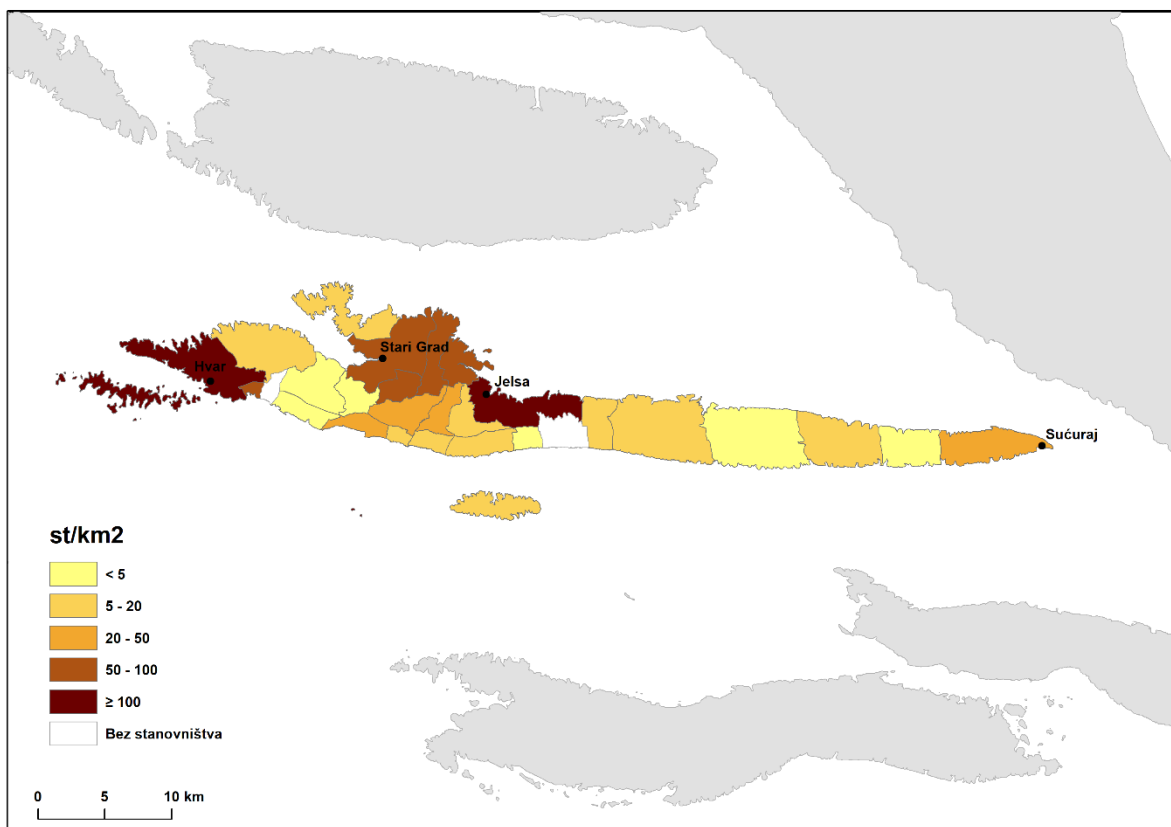 Stari Grad
Hvar
Jelsa
Sućuraj
st/km2
< 5
5 - 20
20 - 50
50 - 100
≥ 100
Bez stanovništva
0 5 10 km